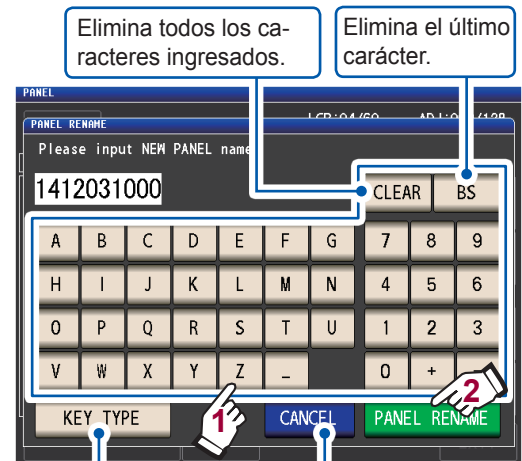 Elimina todos los ca-
racteres ingresados.
Elimina el último
carácter.
PANEL
PANEL RENAME
Please input NEW PANEL name
1412031000
CLEAR BS
A B C D E F G 7 8 9
H I J K L M N 4 5 6
O P Q R S T U 1 2 3
V W X Y Z _ 0 +
1 2
KEY TYPE CANCEL PANEL RENAME